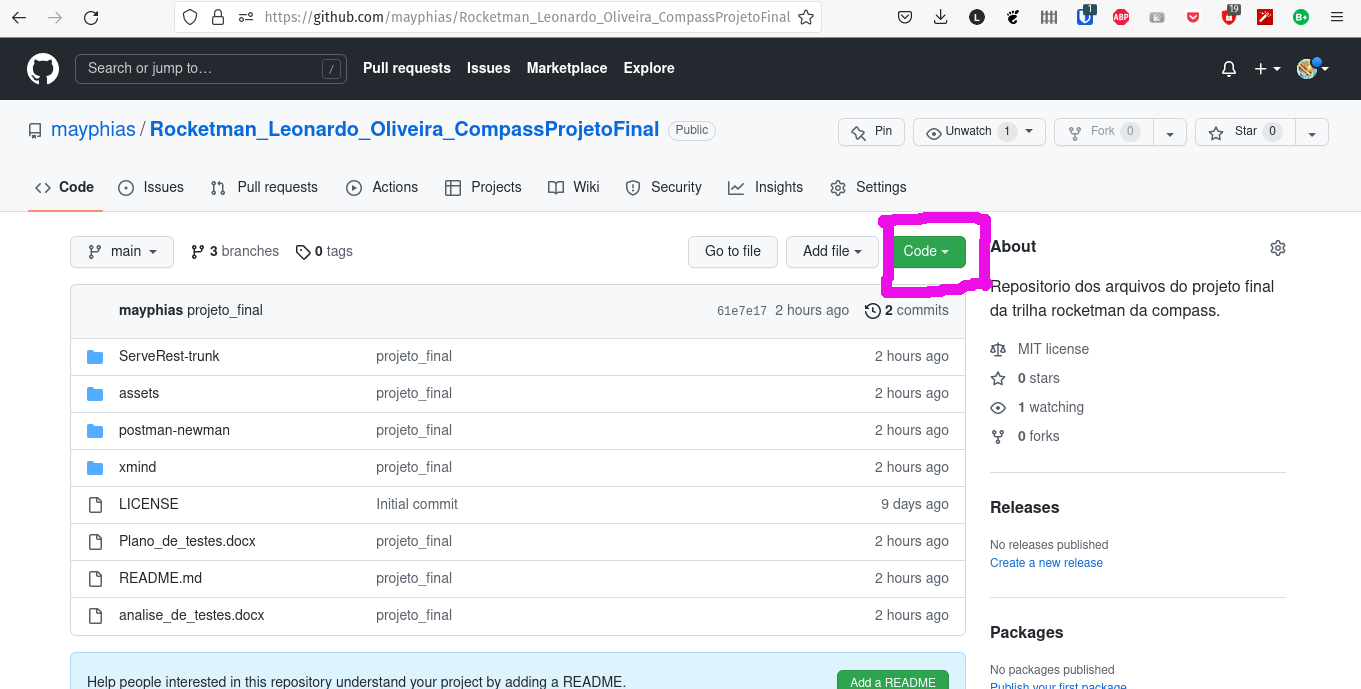 https://github.com/mayphias/Rocketman_Leonardo_Oliveira_CompassProjetoFinal L 1 ABP 19 B+
Search or jump to… / Pull requests Issues Marketplace Explore
mayphias / Rocketman_Leonardo_Oliveira_CompassProjetoFinal Public Pin Unwatch 1 Fork 0 Star 0
Code Issues Pull requests Actions Projects Wiki Security Insights Settings
main 3 branches 0 tags Go to file Add file Code
mayphias projeto_final 61e7e17 2 hours ago 2 commits
ServeRest-trunk projeto_final 2 hours ago
assets projeto_final 2 hours ago
postman-newman projeto_final 2 hours ago
xmind projeto_final 2 hours ago
LICENSE Initial commit 9 days ago
Plano_de_testes.docx projeto_final 2 hours ago
README.md projeto_final 2 hours ago
analise_de_testes.docx projeto_final 2 hours ago
Help people interested in this repository understand your project by adding a README. Add a README
About
Repositorio dos arquivos do projeto final
da trilha rocketman da compass.
MIT license
0 stars
1 watching
0 forks
Releases
No releases published
Create a new release
Packages
No packages published
Publish your first package